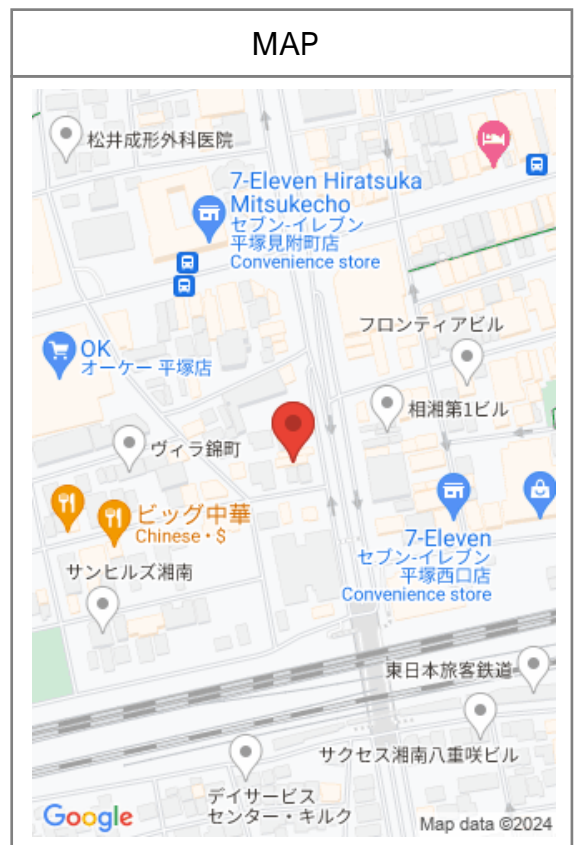 MAP
松井成形外科医院
7-Eleven Hiratsuka
Mitsukecho
セブン-イレブン
平塚見附町店
Convenience store
フロンティアビル
OK
オーケー 平塚店
相湘第1ビル
ヴィラ錦町
ビッグ中華
Chinese・$
7-Eleven
セブン-イレブン
平塚西口店
Convenience store
サンヒルズ湘南
東日本旅客鉄道
サクセス湘南八重咲ビル
デイサービス
センター・キルク
Google
Map data ©2024